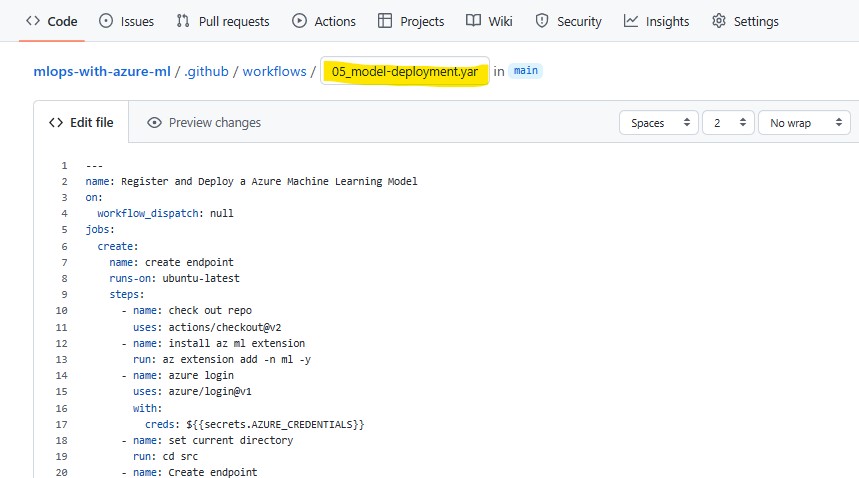 Code Issues Pull requests Actions Projects Wiki Security Insights Settings
mlops-with-azure-ml / .github / workflows / 05_model-deployment.yar in main
Edit file Preview changes Spaces 2 No wrap
1 ---
2 name: Register and Deploy a Azure Machine Learning Model
3 on:
4 workflow_dispatch: null
5 jobs:
6 create:
7 name: create endpoint
8 runs-on: ubuntu-latest
9 steps:
10 - name: check out repo
11 uses: actions/checkout@v2
12 - name: install az ml extension
13 run: az extension add -n ml -y
14 - name: azure login
15 uses: azure/login@v1
16 with:
17 creds: ${{secrets.AZURE_CREDENTIALS}}
18 - name: set current directory
19 run: cd src
20 - name: Create endpoint